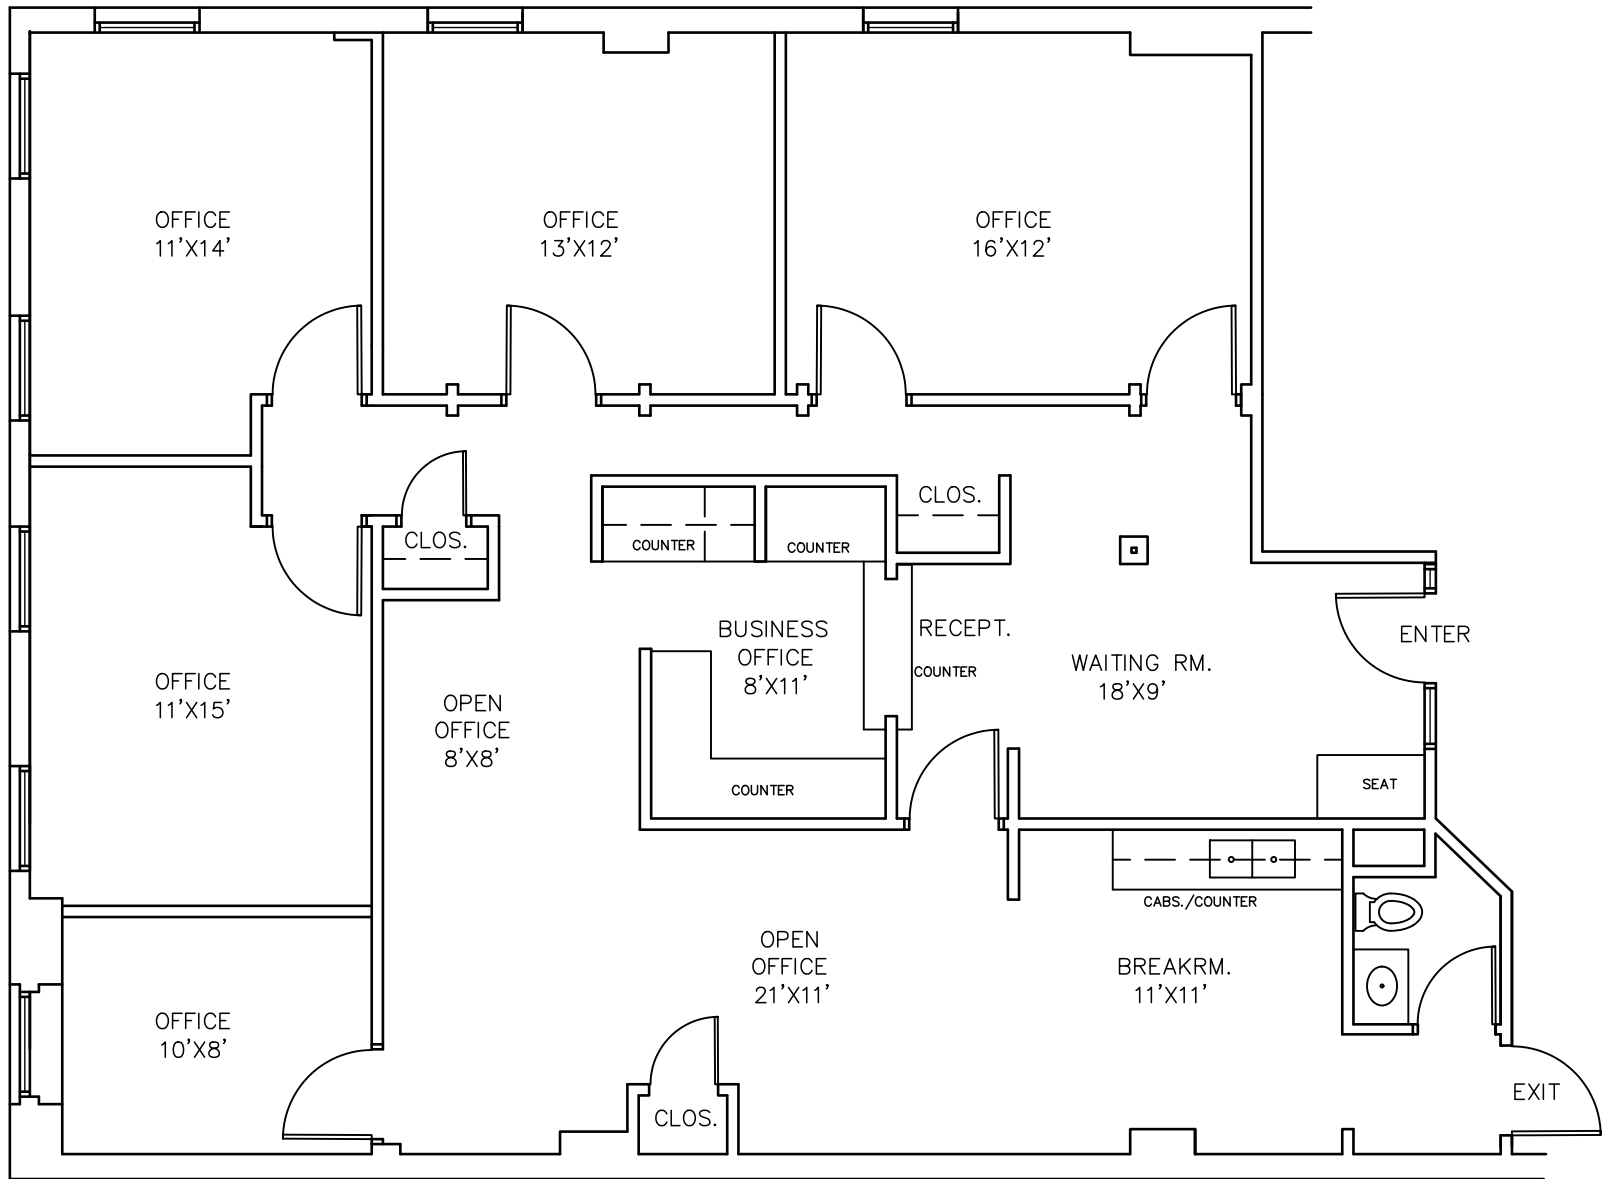 OFFICE
11'X14'
OFFICE
13'X12'
OFFICE
16'X12'
CLOS.
CLOS.
COUNTER
COUNTER
BUSINESS
OFFICE
8'X11'
RECEPT.
COUNTER
ENTER
WAITING RM.
18'X9'
OFFICE
11'X15'
OPEN
OFFICE
8'X8'
COUNTER
SEAT
CABS./COUNTER
OPEN
OFFICE
21'X11'
BREAKRM.
11'X11'
OFFICE
10'X8'
CLOS.
EXIT